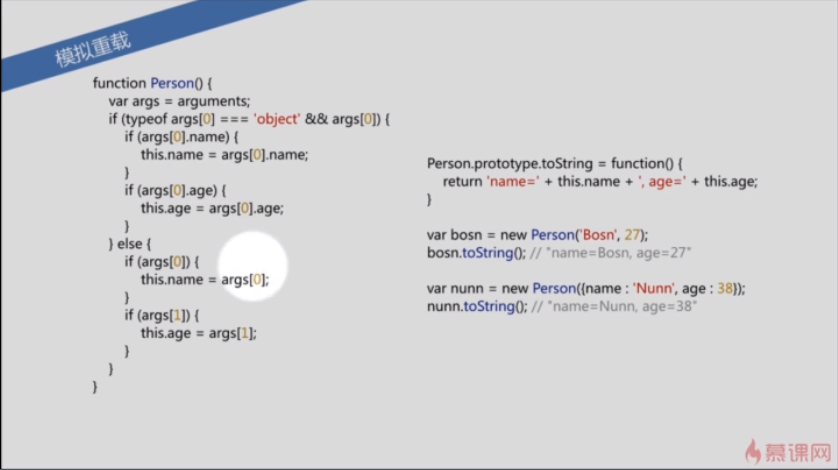 模拟重载
function Person() {
var args = arguments;
if (typeof args[0] === 'object' && args[0]) {
if (args[0].name) {
this.name = args[0].name;
}
if (args[0].age) {
this.age = args[0].age;
}
} else {
if (args[0]) {
this.name = args[0];
}
if (args[1]) {
this.age = args[1];
}
}
}
Person.prototype.toString = function() {
return 'name=' + this.name + ', age=' + this.age;
}
var bosn = new Person('Bosn', 27);
bosn.toString(); // "name=Bosn, age=27"
var nunn = new Person({name : 'Nunn', age : 38});
nunn.toString(); // "name=Nunn, age=38"
慕课网